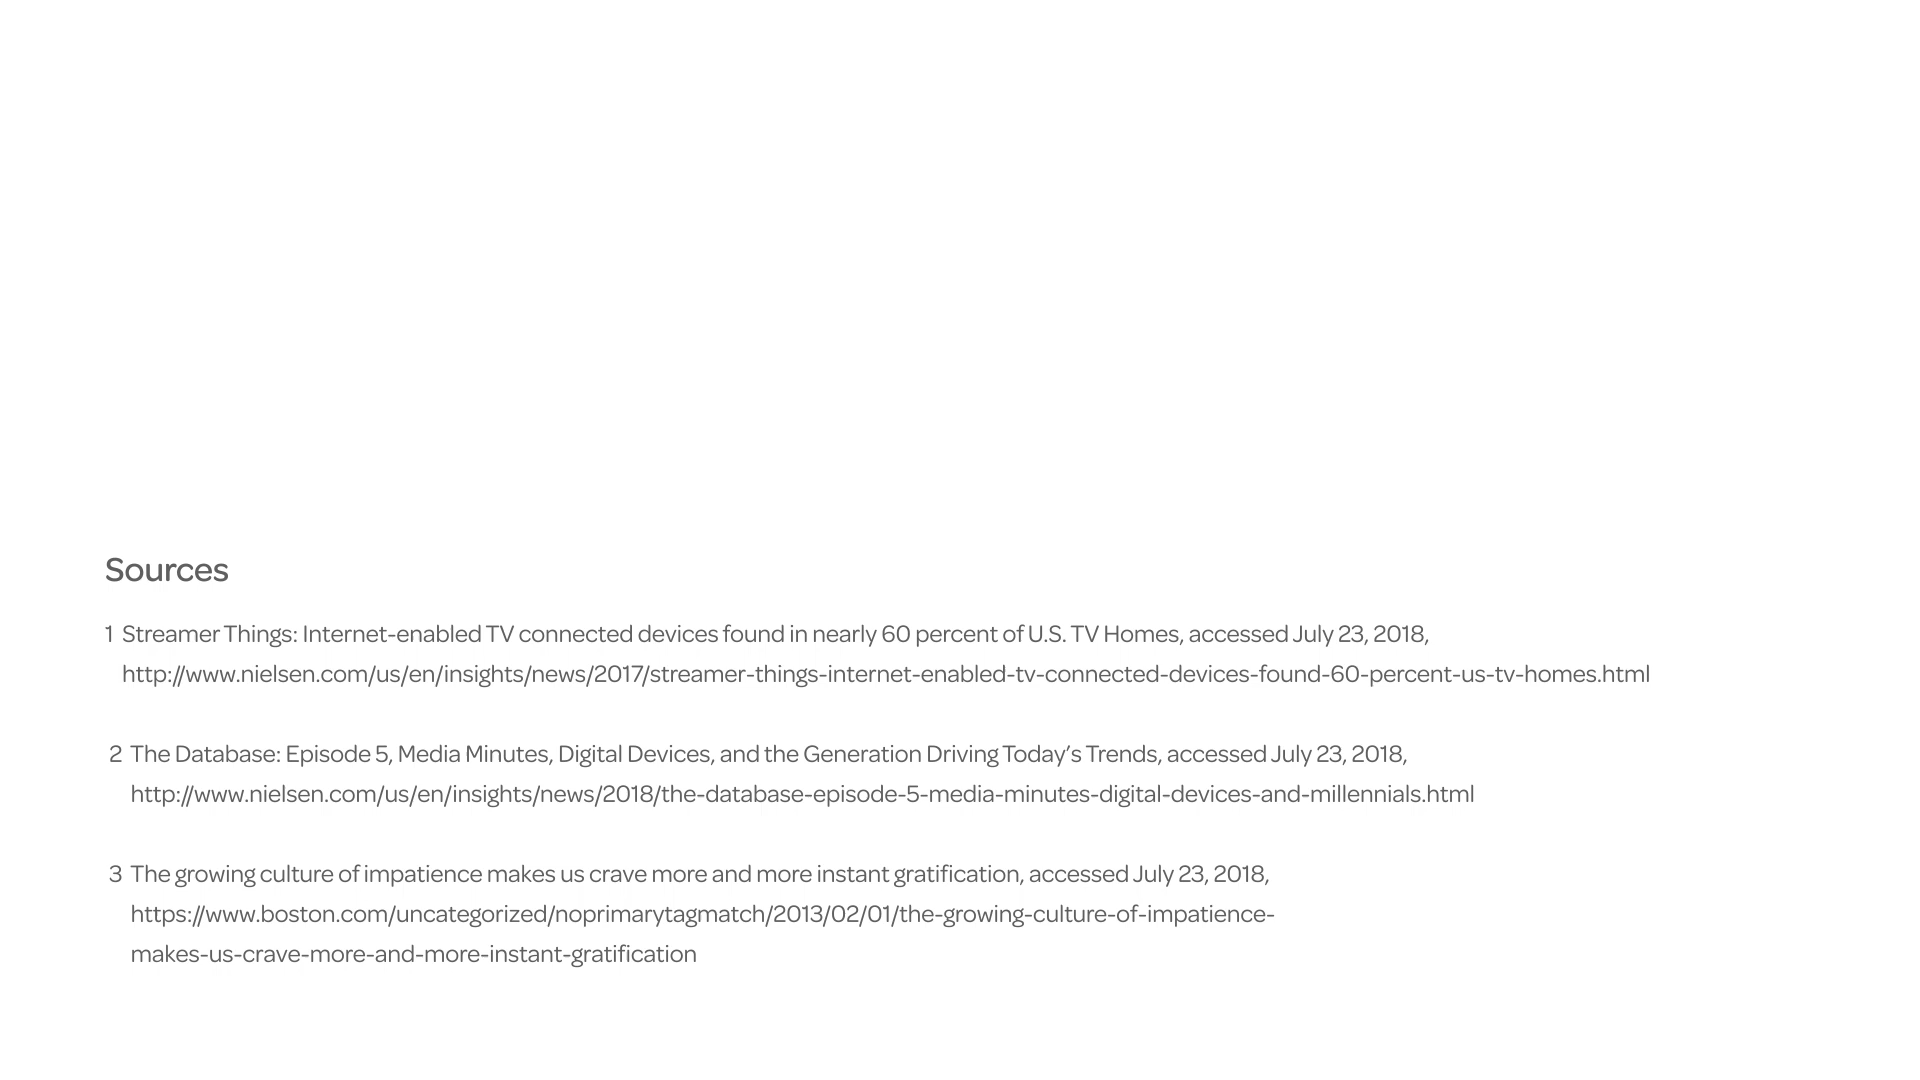 Sources
1 Streamer Things: Internet-enabled TV connected devices found in nearly 60 percent of U.S. TV Homes, accessed July 23, 2018,
http://www.nielsen.com/us/en/insights/news/2017/streamer-things-internet-enabled-tv-connected-devices-found-60-percent-us-tv-homes.html
2 The Database: Episode 5, Media Minutes, Digital Devices, and the Generation Driving Today’s Trends, accessed July 23, 2018,
http://www.nielsen.com/us/en/insights/news/2018/the-database-episode-5-media-minutes-digital-devices-and-millennials.html
3 The growing culture of impatience makes us crave more and more instant gratification, accessed July 23, 2018,
https://www.boston.com/uncategorized/noprimarytagmatch/2013/02/01/the-growing-culture-of-impatience-
makes-us-crave-more-and-more-instant-gratification